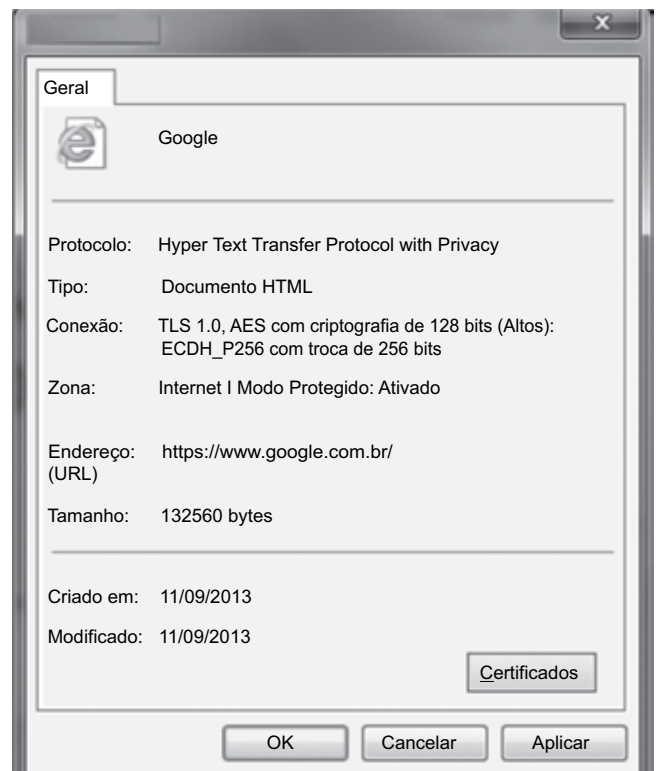 x
Geral
Google
Protocolo: Hyper Text Transfer Protocol with Privacy
Tipo: Documento HTML
Conexão: TLS 1.0, AES com criptografia de 128 bits (Altos):
ECDH_P256 com troca de 256 bits
Zona: Internet I Modo Protegido: Ativado
Endereço: https://www.google.com.br/
(URL)
Tamanho: 132560 bytes
Criado em: 11/09/2013
Modificado: 11/09/2013
Certificados
OK Cancelar Aplicar